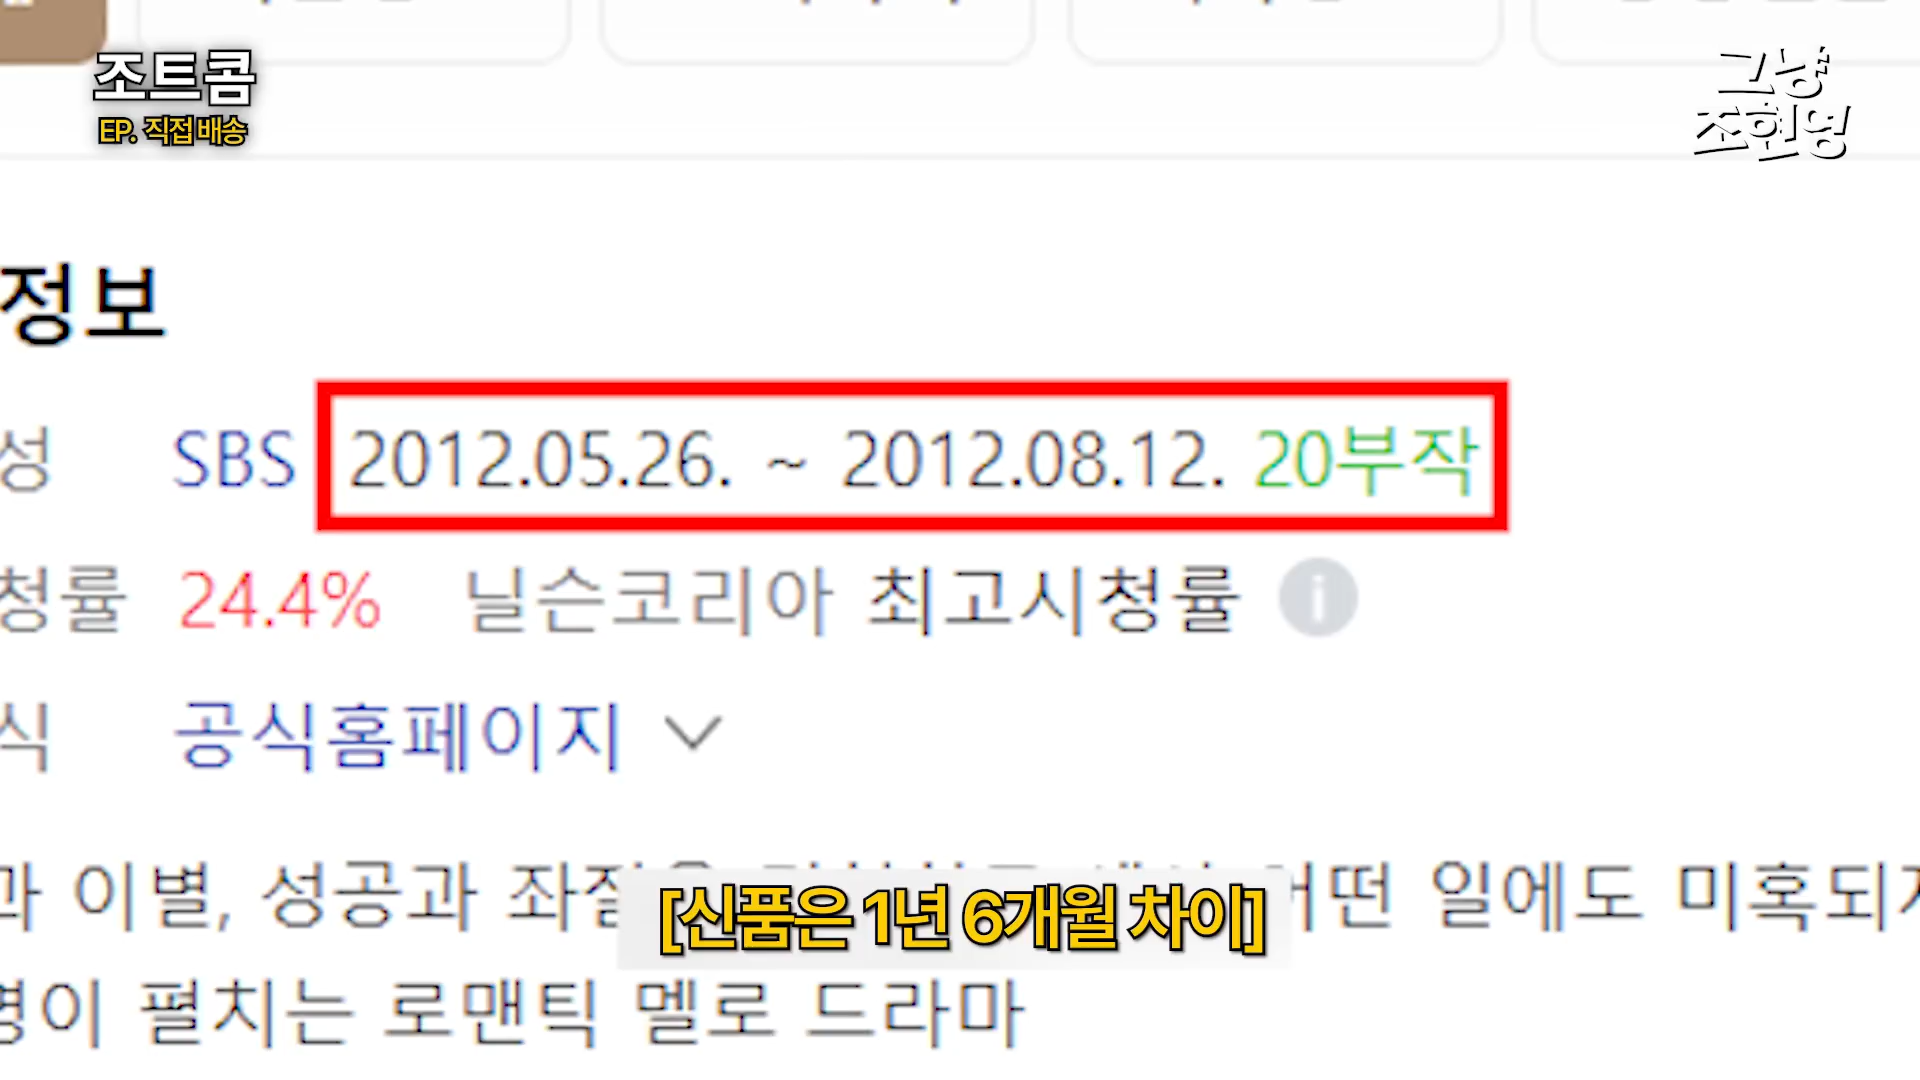 조트콤
EP. 직접 배송
그냥
조현영
정보
성 SBS 2012.05.26. ~ 2012.08.12. 20부작
청률 24.4% 닐슨코리아 최고시청률
식 공식홈페이지
과 이별, 성공과 어떤 일에도 미혹되지
[신품은 1년 6개월 차이]
명이 펼치는 로맨틱 멜로 드라마